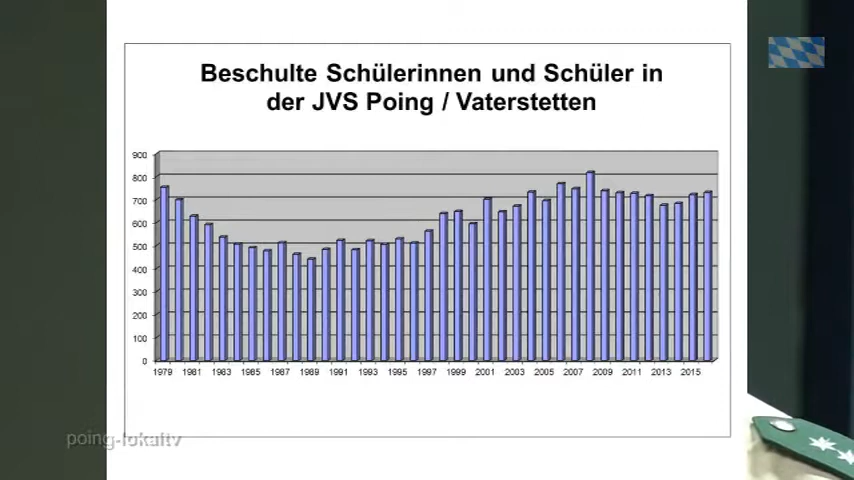 Beschulte Schülerinnen und Schüler in
der JVS Poing / Vaterstetten
900
800
700
600
500
400
300
200
100
0
1979 1981 1983 1985 1987 1989 1991 1993 1995 1997 1999 2001 2003 2005 2007 2009 2011 2013 2015
poing-lokaltv